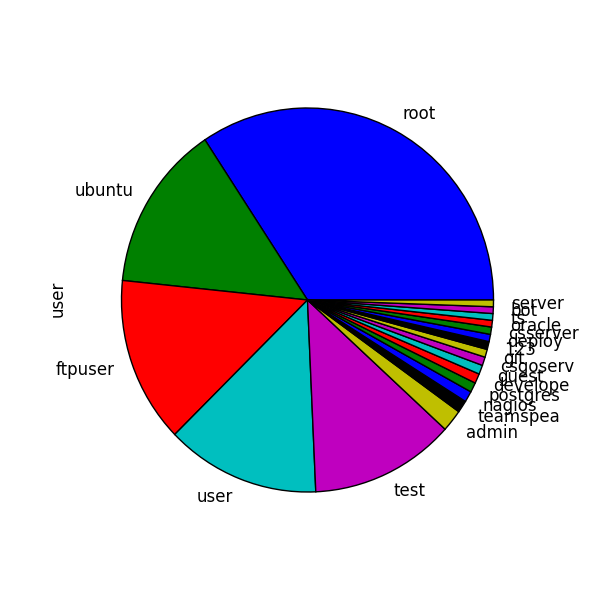 root
ubuntu
user
ftpuser
user
test
admin
teamspea
nagios
postgres
develope
guest
csgoserv
git
123
deploy
csserver
oracle
ts
bot
server